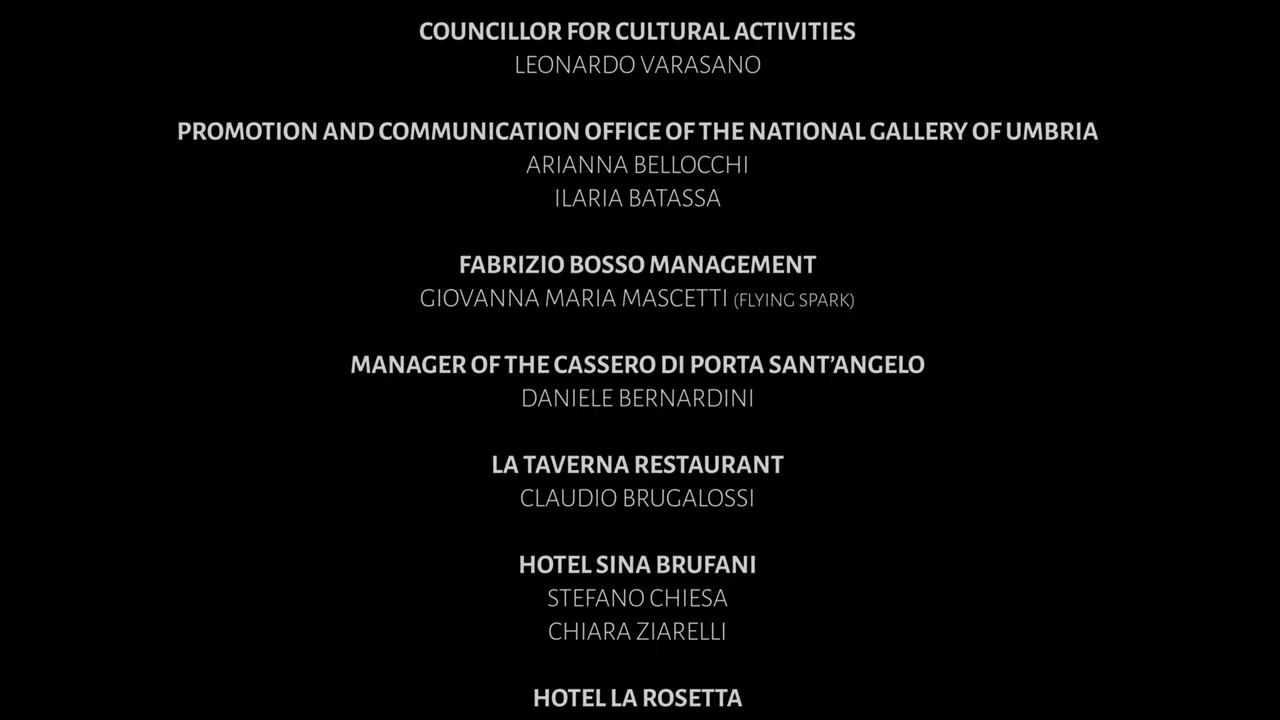 COUNCILLOR FOR CULTURAL ACTIVITIES
LEONARDO VARASANO
PROMOTION AND COMMUNICATION OFFICE OF THE NATIONAL GALLERY OF UMBRIA
ARIANNA BELLOCCHI
ILARIA BATASSA
FABRIZIO BOSSO MANAGEMENT
GIOVANNA MARIA MASCETTI (FLYING SPARK)
MANAGER OF THE CASSERO DI PORTA SANT’ANGELO
DANIELE BERNARDINI
LA TAVERNA RESTAURANT
CLAUDIO BRUGALOSSI
HOTEL SINA BRUFANI
STEFANO CHIESA
CHIARA ZIARELLI
HOTEL LA ROSETTA